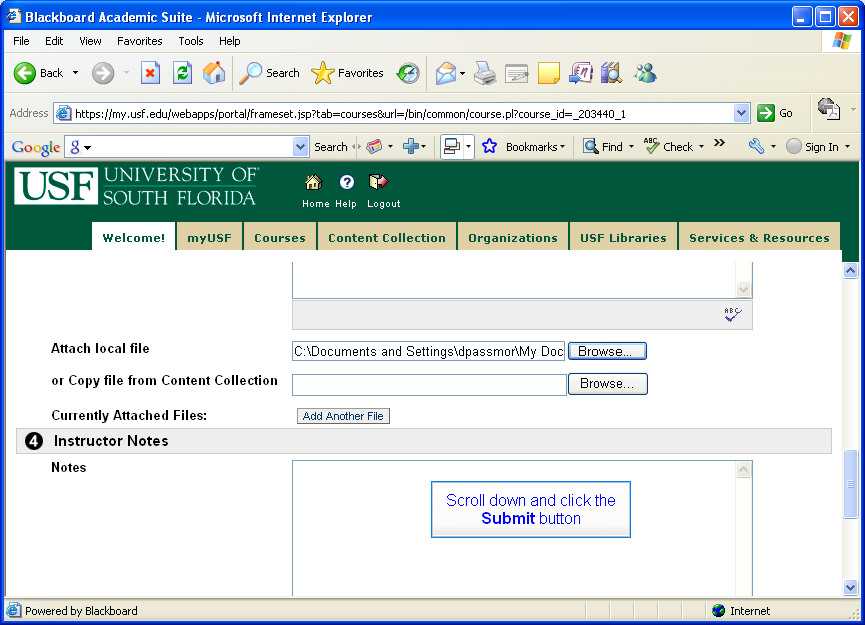 Blackboard Academic Suite - Microsoft Internet Explorer
File Edit View Favorites Tools Help
Back Search Favorites
Address https://my.usf.edu/webapps/portal/frameset.jsp?tab=courses&url=/bin/common/course.pl?course_id=_203440_1 Go
Google g Search Bookmarks Find ABC Check » Sign In
USF UNIVERSITY OF
SOUTH FLORIDA
Home Help Logout
Welcome! myUSF Courses Content Collection Organizations USF Libraries Services & Resources
ABC
Attach local file C:\Documents and Settings\dpassmor\My Doc Browse...
or Copy file from Content Collection Browse...
Currently Attached Files: Add Another File
4 Instructor Notes
Notes
Scroll down and click the
Submit button
Powered by Blackboard Internet